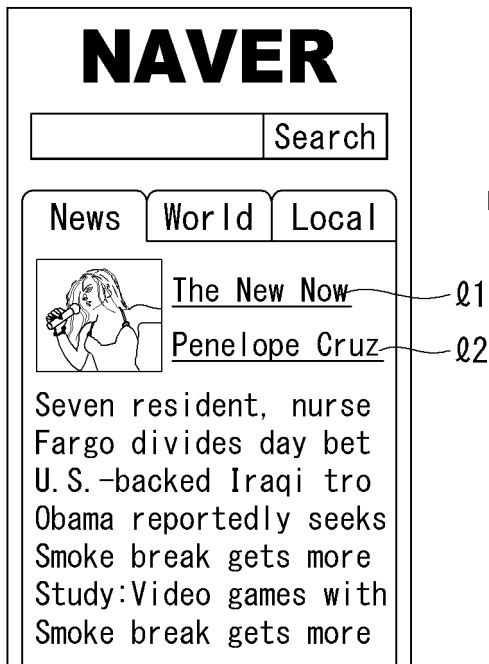 NAVER
Search
News World Local
The New Now ℓ1
Penelope Cruz ℓ2
Seven resident, nurse
Fargo divides day bet
U.S.-backed Iraqi tro
Obama reportedly seeks
Smoke break gets more
Study:Video games with
Smoke break gets more